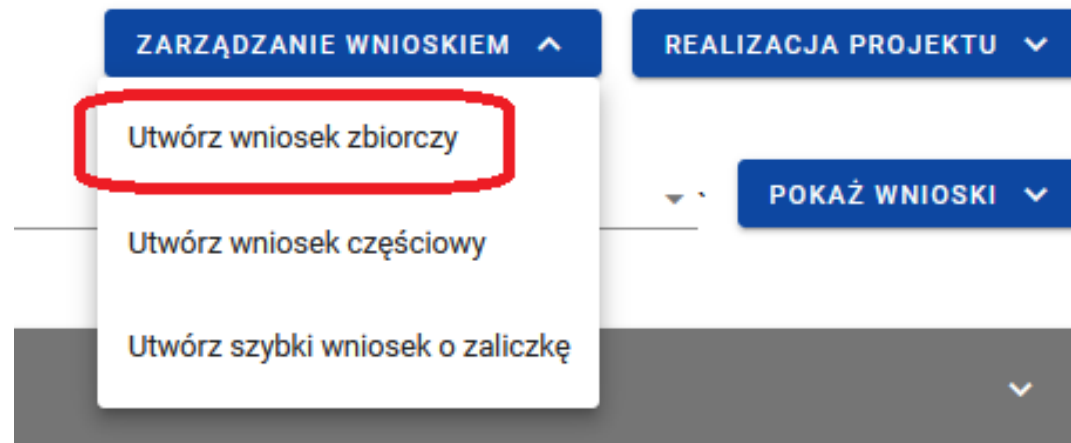 ZARZĄDZANIE WNIOSKIEM
REALIZACJA PROJEKTU
Utwórz wniosek zbiorczy
POKAŻ WNIOSKI
Utwórz wniosek częściowy
Utwórz szybki wniosek o zaliczkę